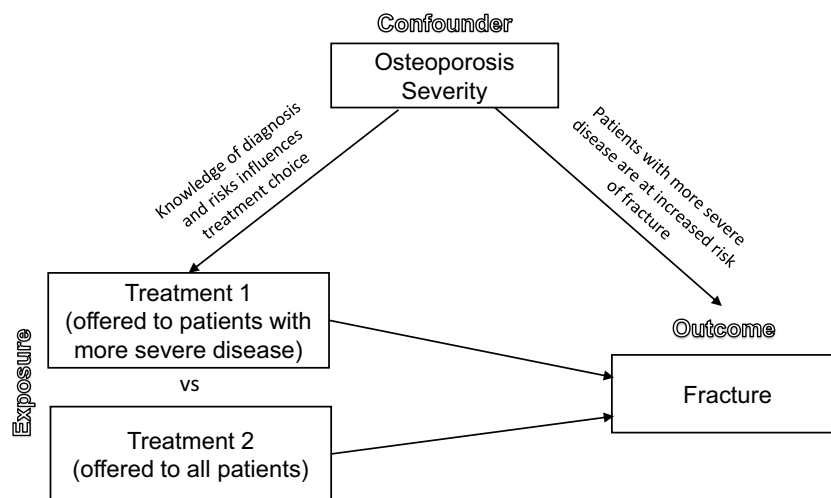 Confounder
Osteoporosis
Severity
Knowledge of diagnosis
and risks influences
treatment choice
Patients with more severe
disease are at increased risk
of fracture
Exposure
Treatment 1
(offered to patients with
more severe disease)
vs
Treatment 2
(offered to all patients)
Outcome
Fracture